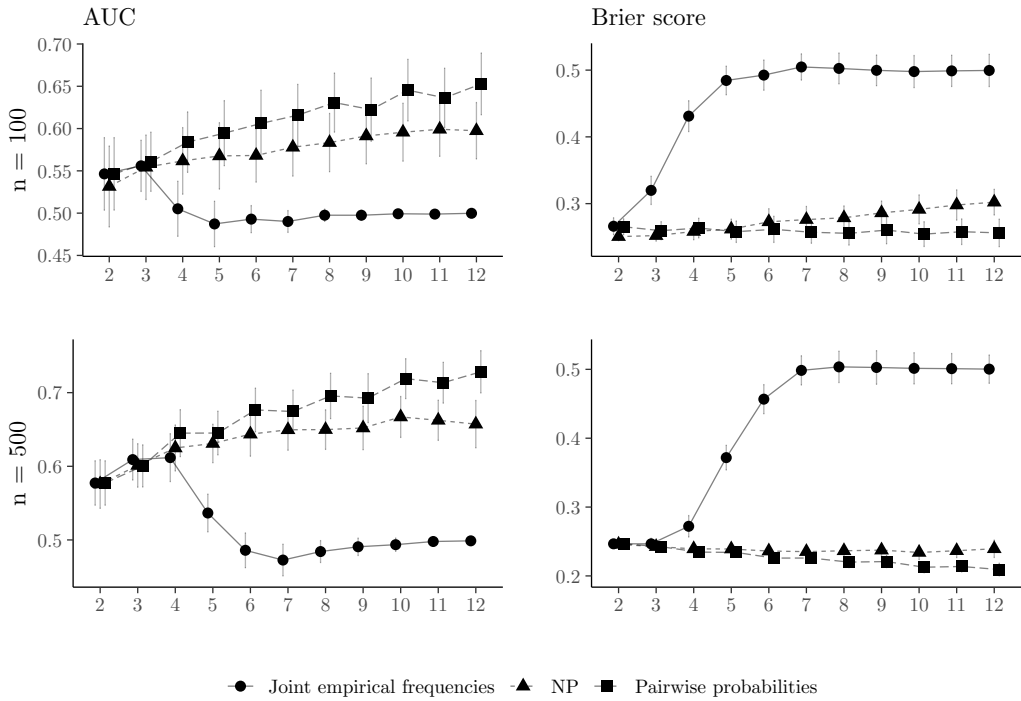 AUC
Brier score
n = 100
0.70
0.65
0.60
0.55
0.50
0.45
2 3 4 5 6 7 8 9 10 11 12
0.5
0.4
0.3
2 3 4 5 6 7 8 9 10 11 12
n = 500
0.7
0.6
0.5
2 3 4 5 6 7 8 9 10 11 12
0.5
0.4
0.3
0.2
2 3 4 5 6 7 8 9 10 11 12
Joint empirical frequencies NP Pairwise probabilities